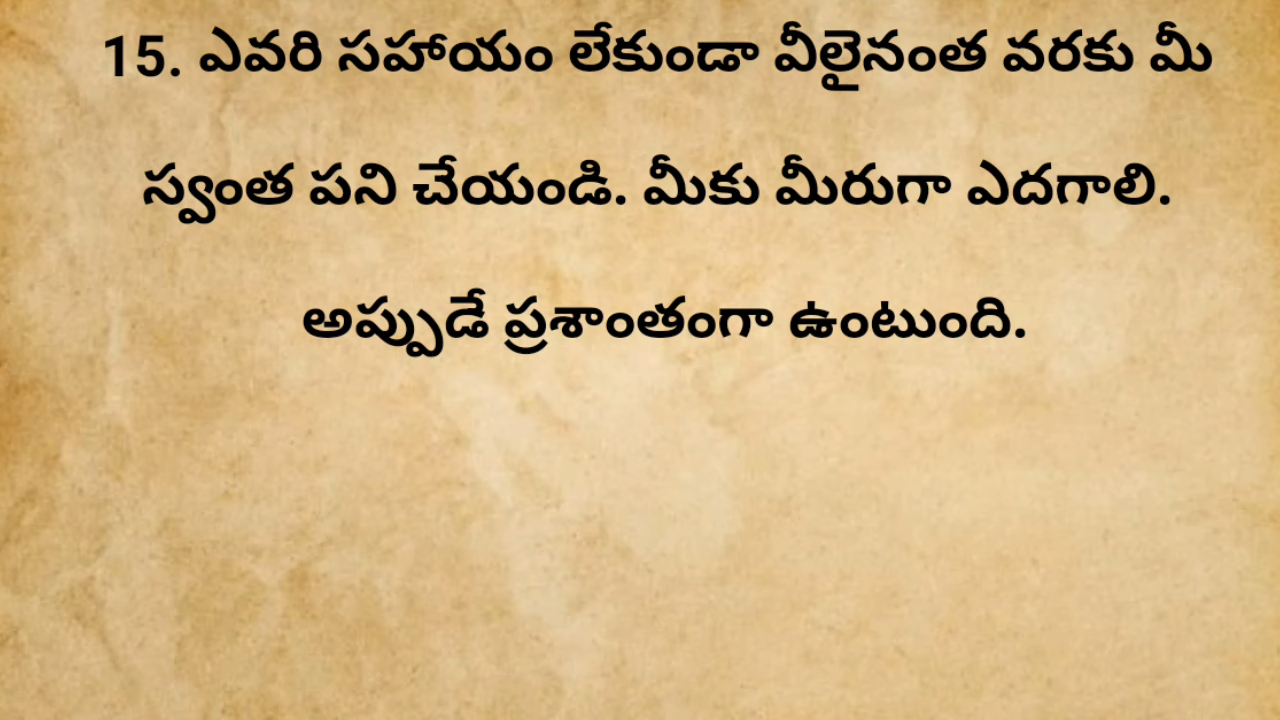 15. ఎవరి సహాయం లేకుండా వీలైనంత వరకు మీ
స్వంత పని చేయండి. మీకు మీరుగా ఎదగాలి.
అప్పుడే ప్రశాంతంగా ఉంటుంది.